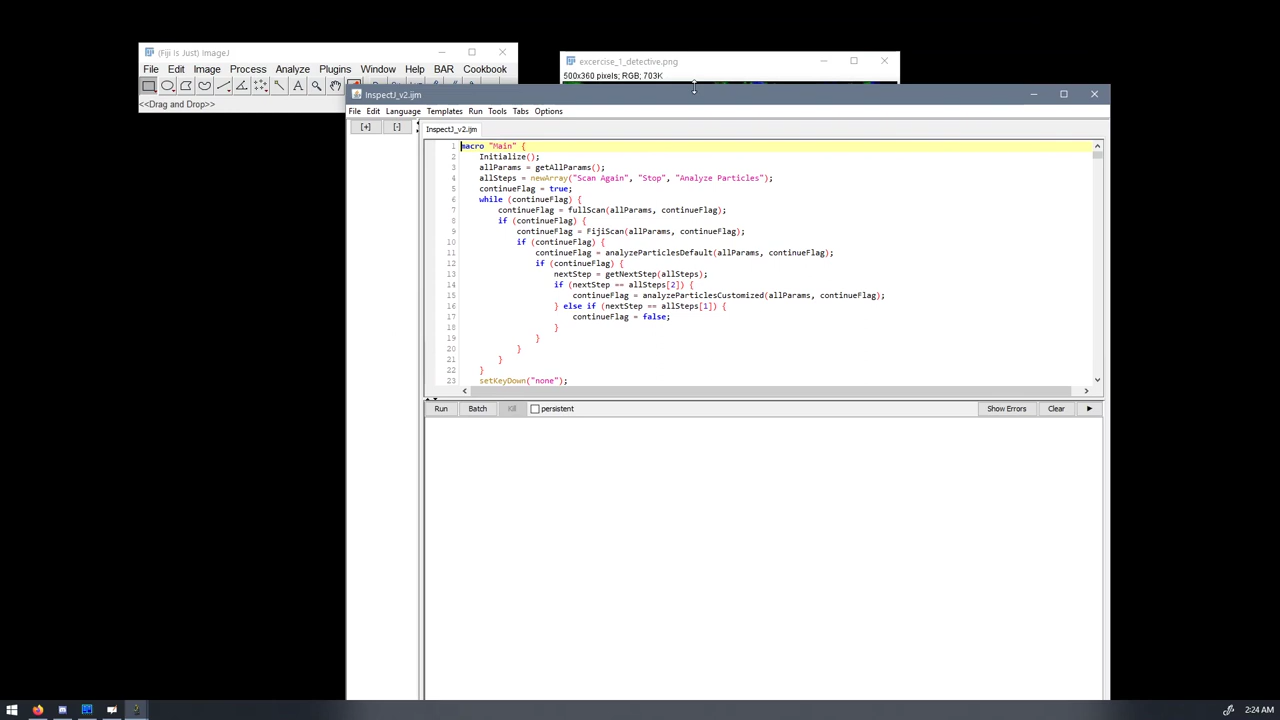 (Fiji Is Just) ImageJ
File Edit Image Process Analyze Plugins Window Help BAR Cookbook
<<Drag and Drop>>
excercise_1_detective.png
500x360 pixels; RGB; 703K
InspectJ_v2.ijm
File Edit Language Templates Run Tools Tabs Options
[+] [-]
InspectJ_v2.ijm
1 macro "Main" {
2 Initialize();
3 allParams = getAllParams();
4 allSteps = newArray("Scan Again", "Stop", "Analyze Particles");
5 continueFlag = true;
6 while (continueFlag) {
7 continueFlag = fullScan(allParams, continueFlag);
8 if (continueFlag) {
9 continueFlag = FijiScan(allParams, continueFlag);
10 if (continueFlag) {
11 continueFlag = analyzeParticlesDefault(allParams, continueFlag);
12 if (continueFlag) {
13 nextStep = getNextStep(allSteps);
14 if (nextStep == allSteps[2]) {
15 continueFlag = analyzeParticlesCustomized(allParams, continueFlag);
16 } else if (nextStep == allSteps[1]) {
17 continueFlag = false;
18 }
19 }
20 }
21 }
22 }
23 setKeyDown("none");
Run Batch Kill persistent Show Errors Clear
2:24 AM